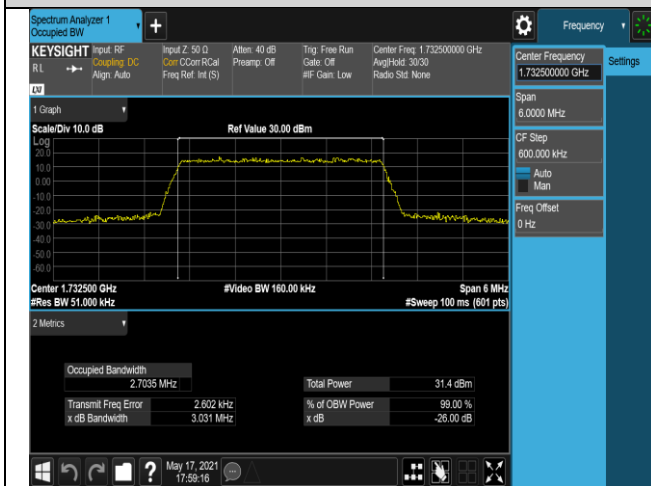 Spectrum Analyzer 1
Occupied BW
Frequency
KEYSIGHT
RL
LXI
Input: RF
Coupling: DC
Align: Auto
Input Z: 50 Ω
Corr CCorr RCal
Freq Ref: Int (S)
Atten: 40 dB
Preamp: Off
Trig: Free Run
Gate: Off
#IF Gain: Low
Center Freq: 1.732500000 GHz
Avg|Hold: 30/30
Radio Std: None
Center Frequency
1.732500000 GHz
Settings
Span
6.0000 MHz
CF Step
600.000 kHz
Auto
Man
Freq Offset
0 Hz
1 Graph
Scale/Div 10.0 dB
Ref Value 30.00 dBm
Log
20.0
10.0
0.00
-10.0
-20.0
-30.0
-40.0
-50.0
-60.0
Center 1.732500 GHz
#Video BW 160.00 kHz
Span 6 MHz
#Res BW 51.000 kHz
#Sweep 100 ms (601 pts)
2 Metrics
Occupied Bandwidth
2.7035 MHz
Total Power 31.4 dBm
Transmit Freq Error 2.602 kHz
% of OBW Power 99.00 %
x dB Bandwidth 3.031 MHz
x dB -26.00 dB
?
May 17, 2021
17:59:16